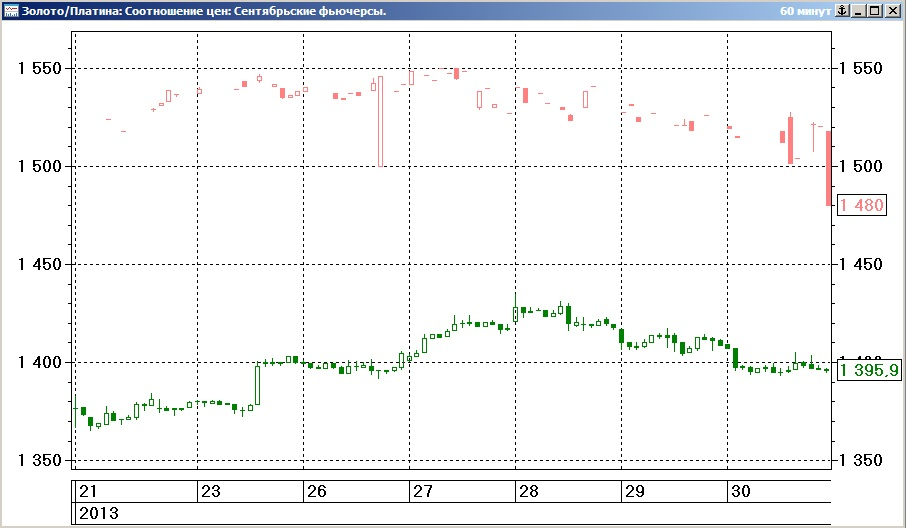 Золото/Платина: Соотношение цен: Сентябрьские фьючерсы. 60 минут
1 550 1 550
1 500 1 500
1 480
1 450 1 450
1 400
1 395,9
1 350 1 350
21 23 26 27 28 29 30
2013